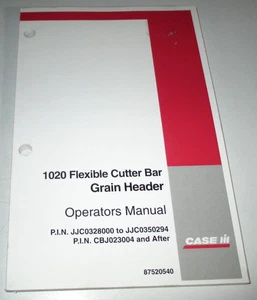 1020 Flexible Cutter Bar
Grain Header
Operators Manual
P.I.N. JJC0328000 to JJC0350294
P.I.N. CBJ023004 and After
CASE IH
87520540